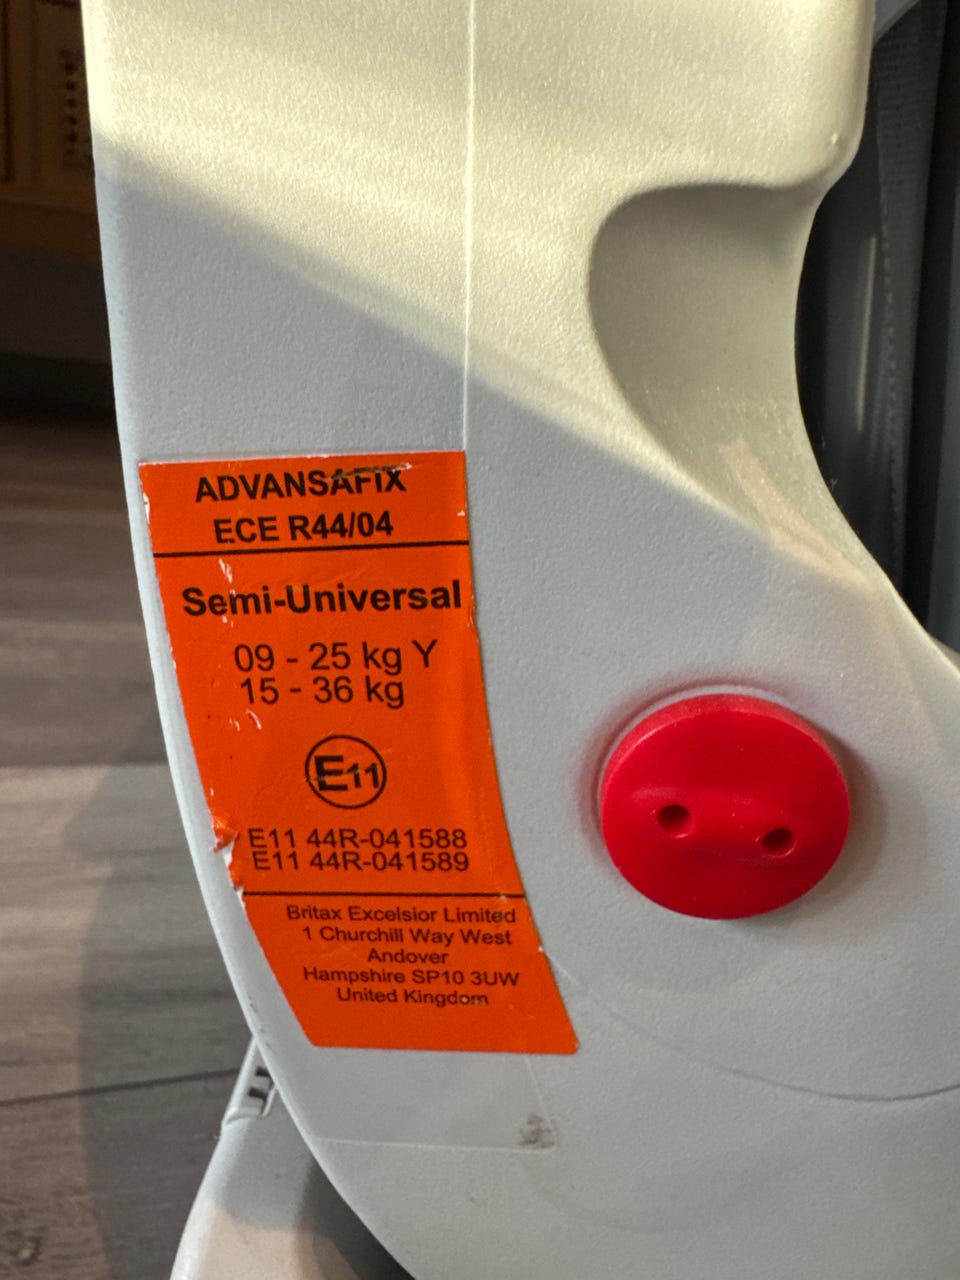 ADVANSAFIX
ECE R44/04
Semi-Universal
09 - 25 kg Y
15 - 36 kg
E11
E11 44R-041588
E11 44R-041589
Britax Excelsior Limited
1 Churchill Way West
Andover
Hampshire SP10 3UW
United Kingdom